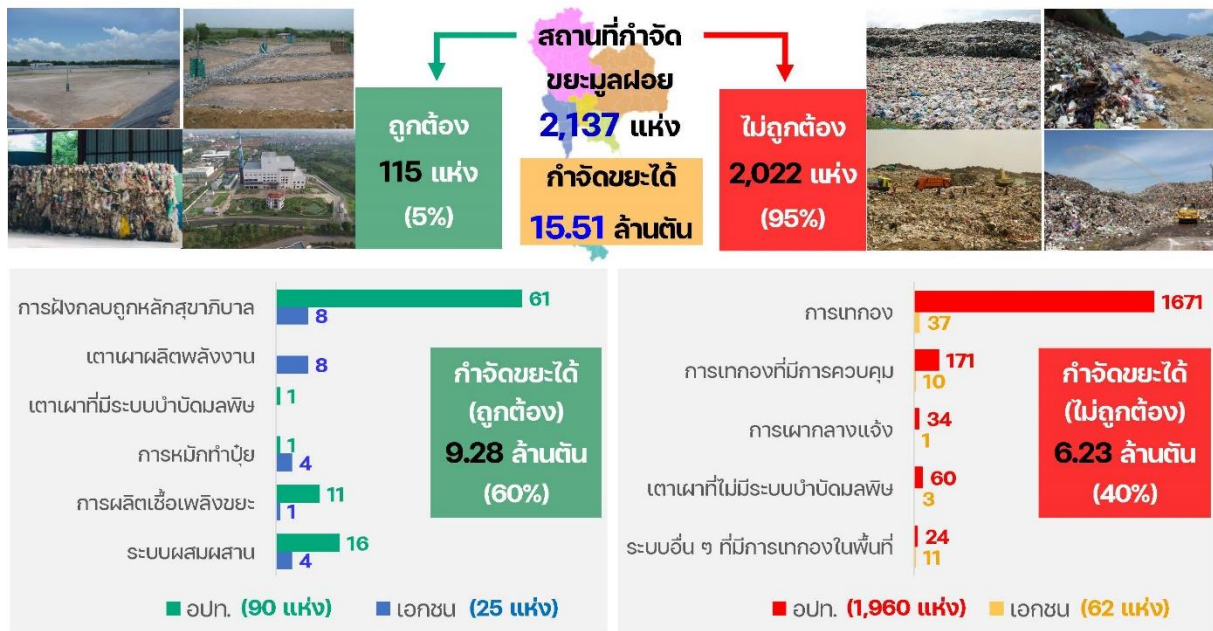 สถานที่กำจัด
ขยะมูลฝอย
2,137 แห่ง
กำจัดขยะได้
15.51 ล้านตัน
ถูกต้อง
115 แห่ง
(5%)
ไม่ถูกต้อง
2,022 แห่ง
(95%)
การฝังกลบถูกหลักสุขาภิบาล
61
8
เตาเผาผลิตพลังงาน
8
เตาเผาที่มีระบบบำบัดมลพิษ
1
การหมักทำปุ๋ย
1
4
การผลิตเชื้อเพลิงขยะ
11
1
ระบบผสมผสาน
16
4
กำจัดขยะได้
(ถูกต้อง)
9.28 ล้านตัน
(60%)
อปท. (90 แห่ง) เอกชน (25 แห่ง)
การเทกอง
1671
37
การเทกองที่มีการควบคุม
171
10
การเผากลางแจ้ง
34
1
เตาเผาที่ไม่มีระบบบำบัดมลพิษ
60
3
ระบบอื่น ๆ ที่มีการเทกองในพื้นที่
24
11
กำจัดขยะได้
(ไม่ถูกต้อง)
6.23 ล้านตัน
(40%)
อปท. (1,960 แห่ง) เอกชน (62 แห่ง)